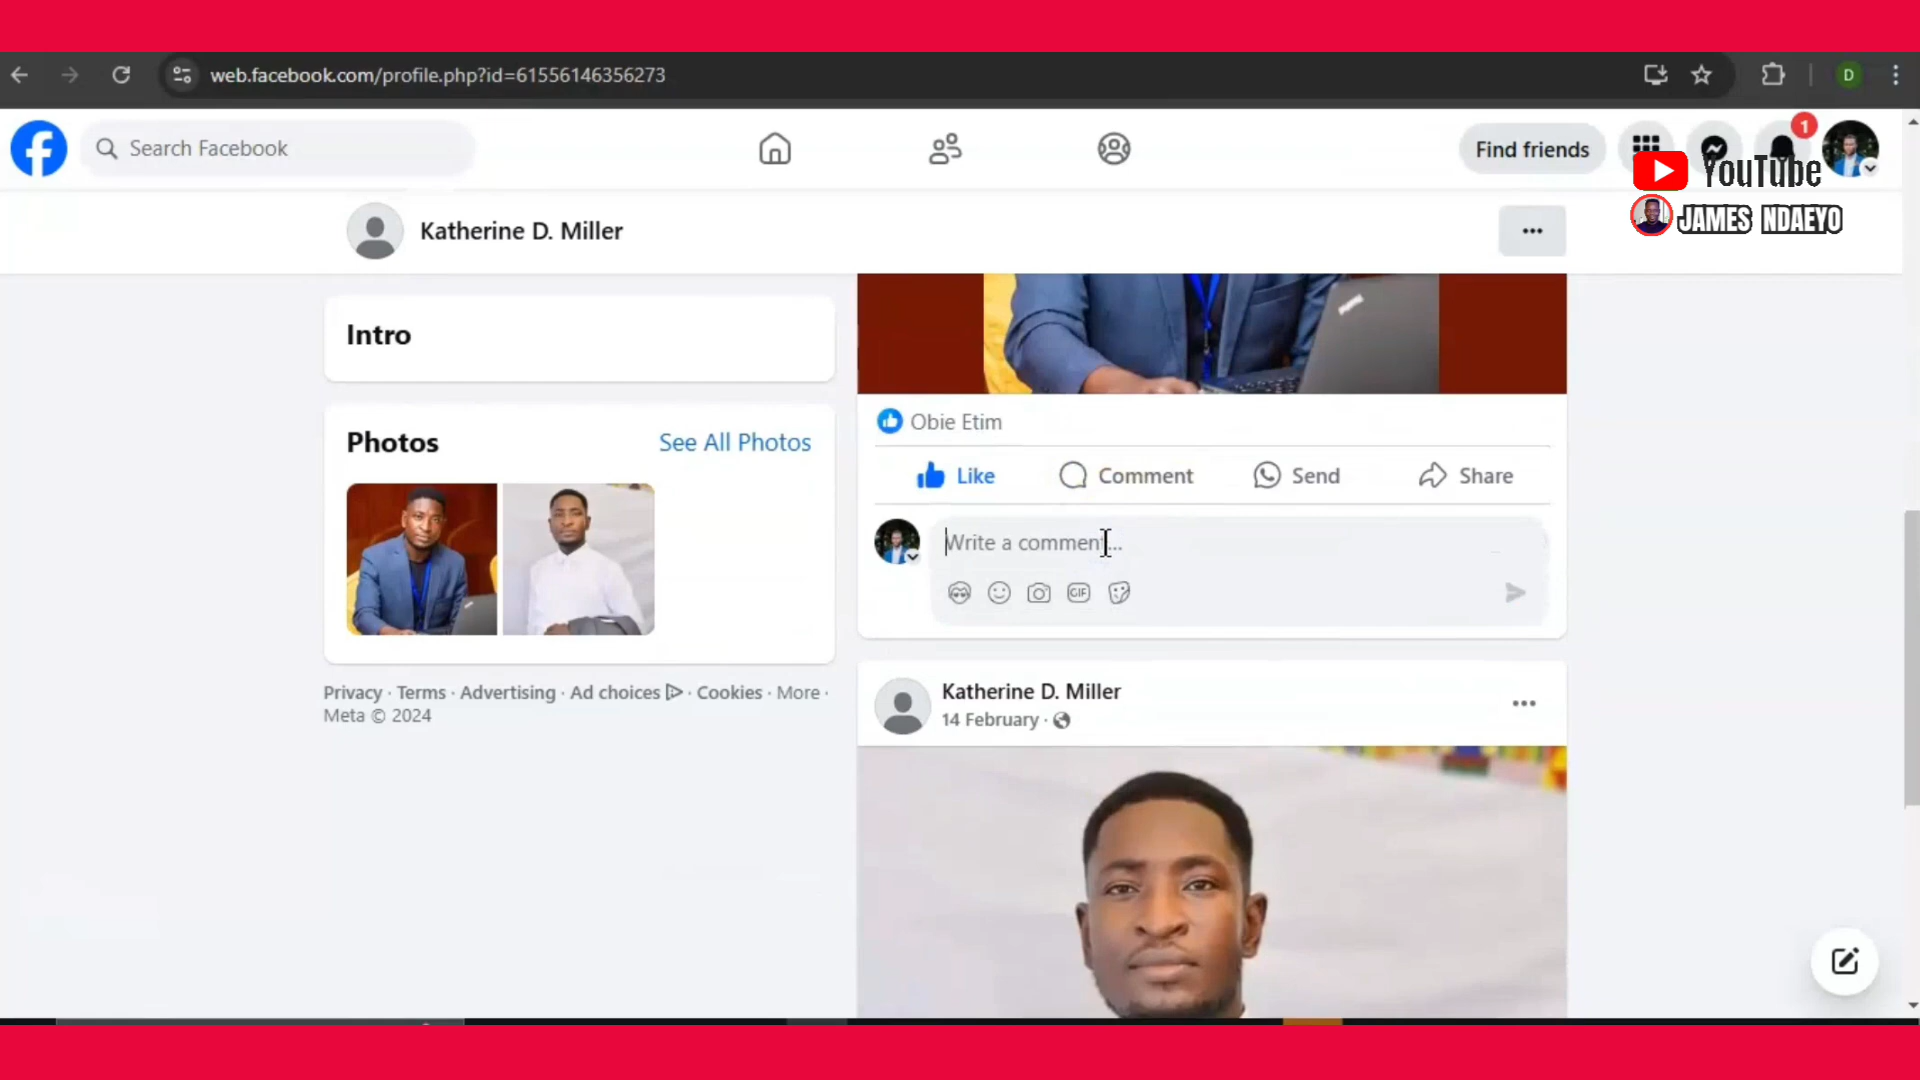 web.facebook.com/profile.php?id=61556146356273
D
Search Facebook
Find friends
1
YouTube
JAMES NDAEYO
Katherine D. Miller
Intro
Photos
See All Photos
Privacy · Terms · Advertising · Ad choices · Cookies · More ·
Meta © 2024
Obie Etim
Like
Comment
Send
Share
Write a comment...
GIF
Katherine D. Miller
14 February ·